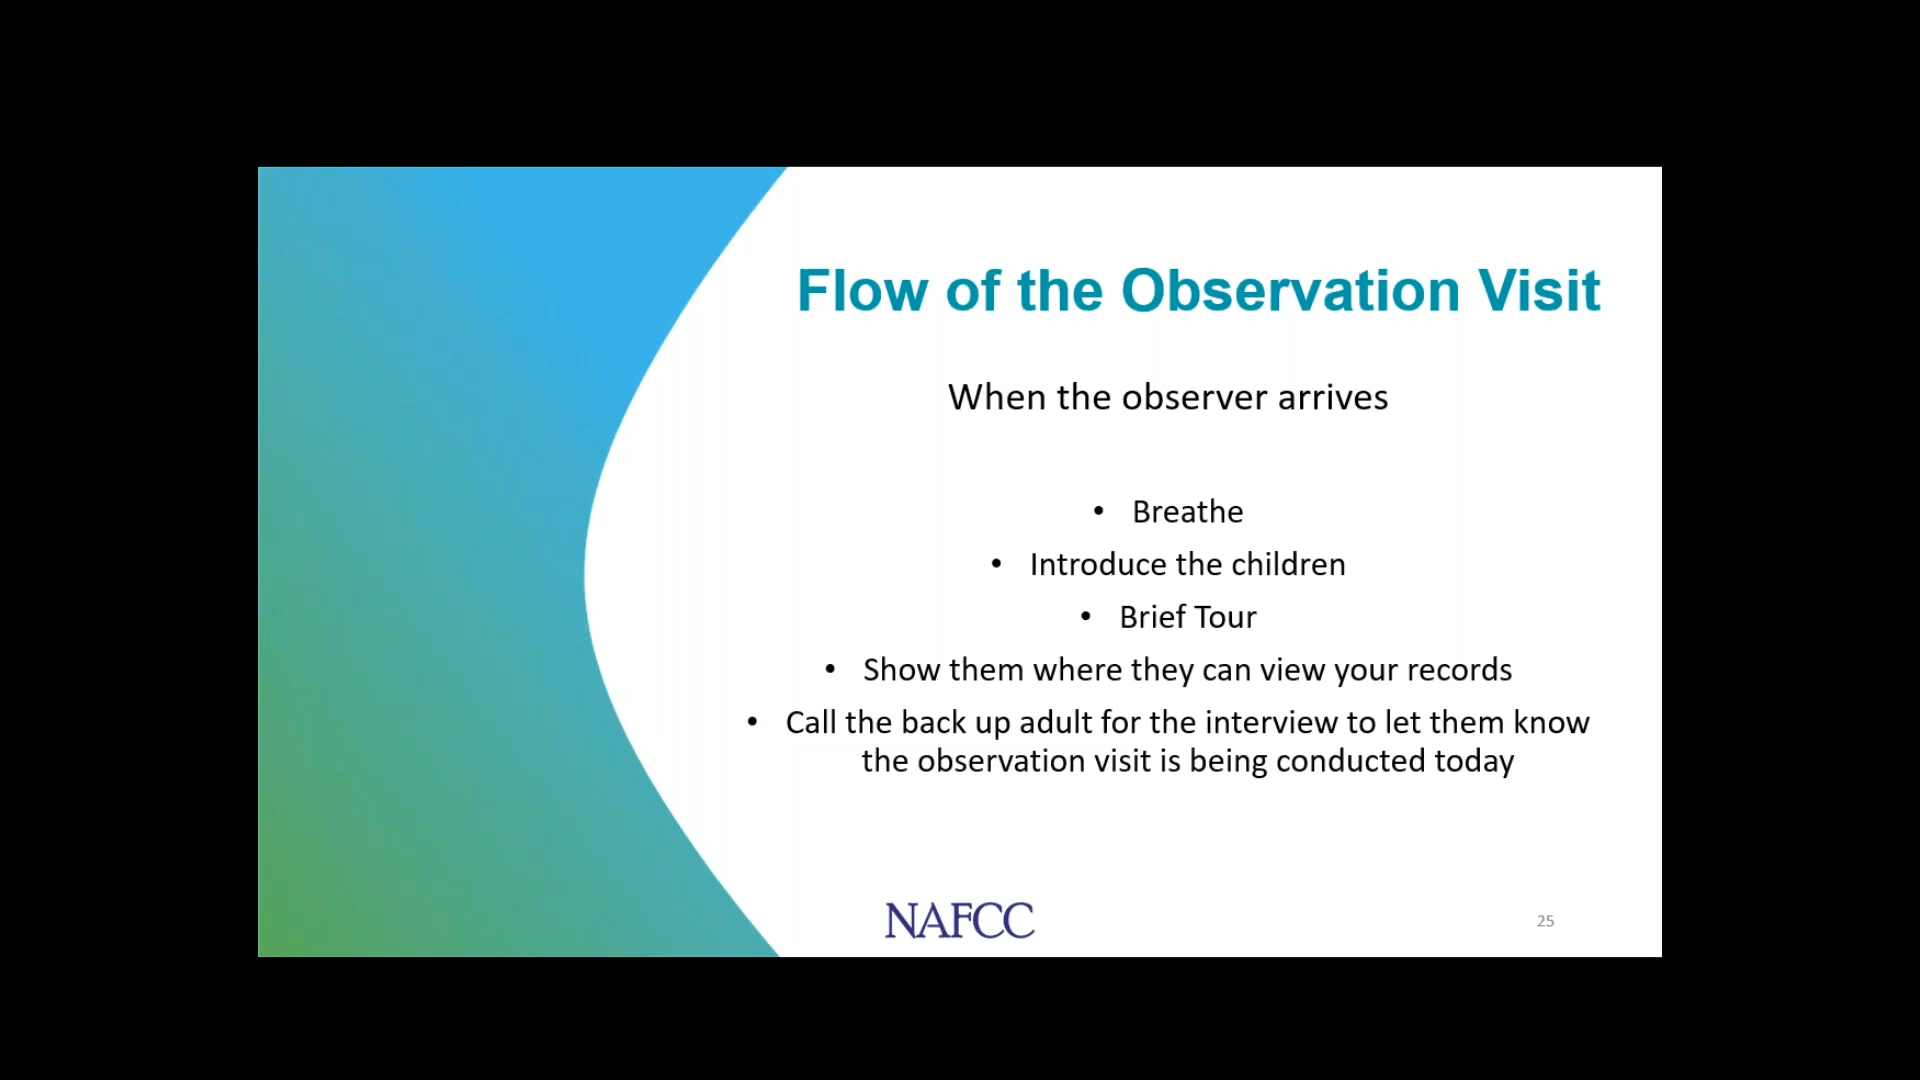 Flow of the Observation Visit
When the observer arrives
• Breathe
• Introduce the children
• Brief Tour
• Show them where they can view your records
• Call the back up adult for the interview to let them know
the observation visit is being conducted today
NAFCC
25